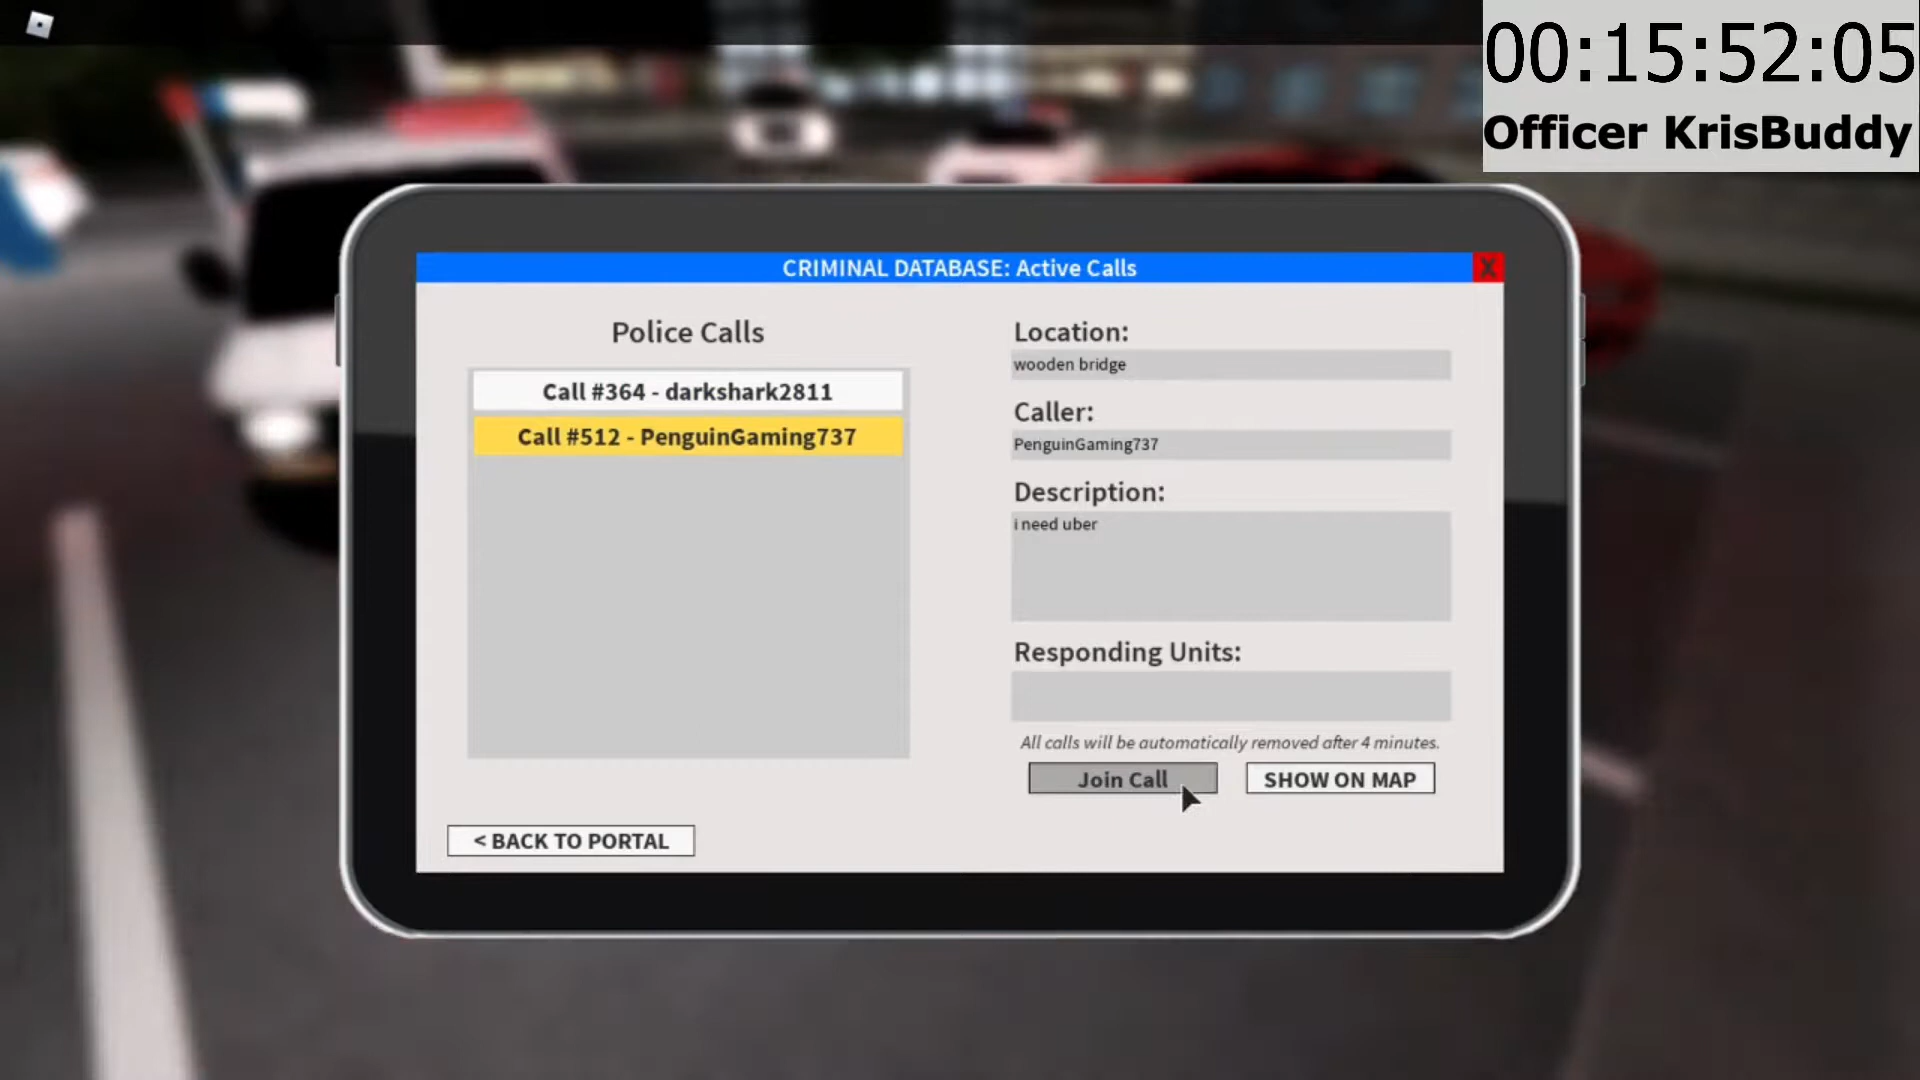 00:15:52:05
Officer KrisBuddy
CRIMINAL DATABASE: Active Calls
X
Police Calls
Call #364 - darkshark2811
Call #512 - PenguinGaming737
Location:
wooden bridge
Caller:
PenguinGaming737
Description:
i need uber
Responding Units:
All calls will be automatically removed after 4 minutes.
Join Call
SHOW ON MAP
< BACK TO PORTAL